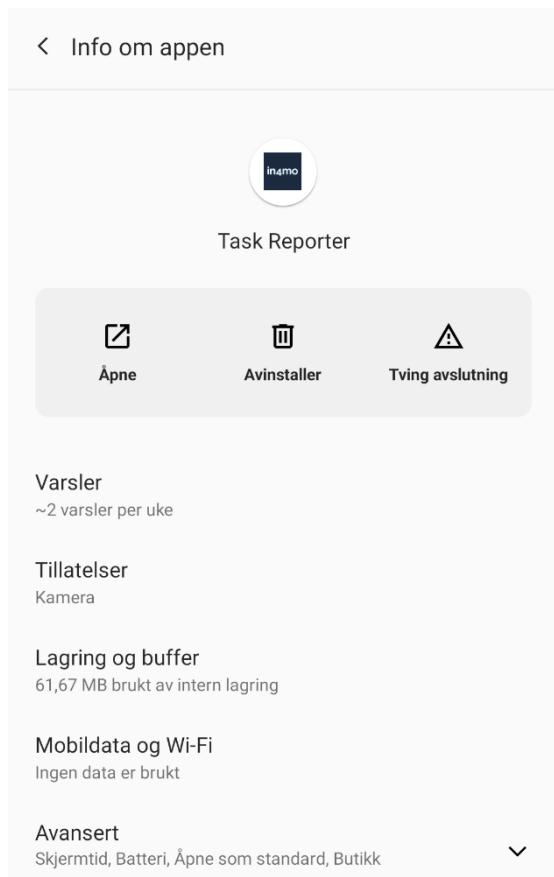 Info om appen
in4mo
Task Reporter
Åpne
Avinstaller
Tving avslutning
Varsler
~2 varsler per uke
Tillatelser
Kamera
Lagring og buffer
61,67 MB brukt av intern lagring
Mobildata og Wi-Fi
Ingen data er brukt
Avansert
Skjermtid, Batteri, Åpne som standard, Butikk